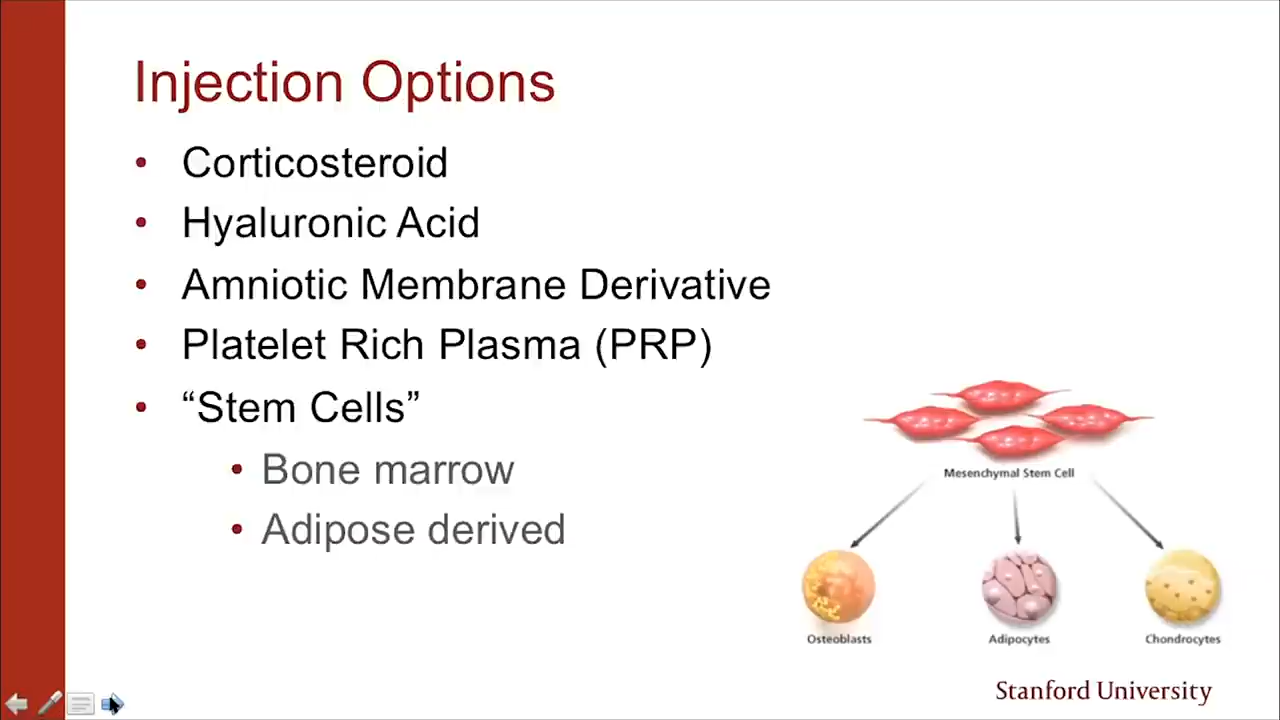 Injection Options
• Corticosteroid
• Hyaluronic Acid
• Amniotic Membrane Derivative
• Platelet Rich Plasma (PRP)
• “Stem Cells”
• Bone marrow
• Adipose derived
Mesenchymal Stem Cell
Osteoblasts
Adipocytes
Chondrocytes
Stanford University